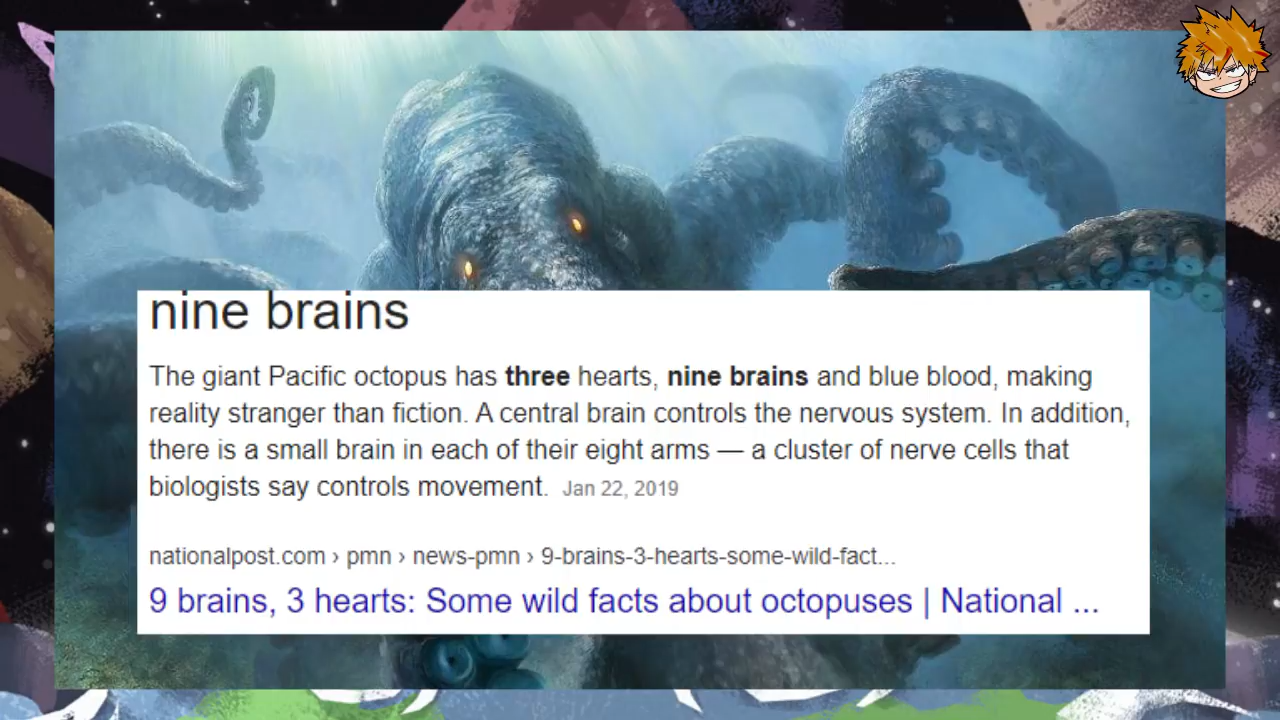 nine brains
The giant Pacific octopus has three hearts, nine brains and blue blood, making
reality stranger than fiction. A central brain controls the nervous system. In addition,
there is a small brain in each of their eight arms — a cluster of nerve cells that
biologists say controls movement. Jan 22, 2019
nationalpost.com › pmn › news-pmn › 9-brains-3-hearts-some-wild-fact...
9 brains, 3 hearts: Some wild facts about octopuses | National ...